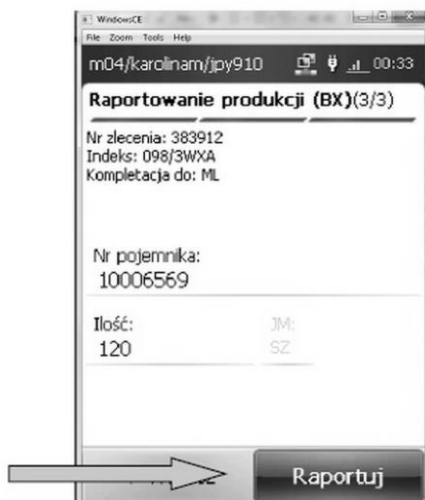 WindowsCE
File Zoom Tools Help
m04/karolinam/jpy910 00:33
Raportowanie produkcji (BX)(3/3)
Nr zlecenia: 383912
Indeks: 098/3WXA
Kompletacja do: ML
Nr pojemnika:
10006569
Ilość: JM:
120 SZ
Raportuj